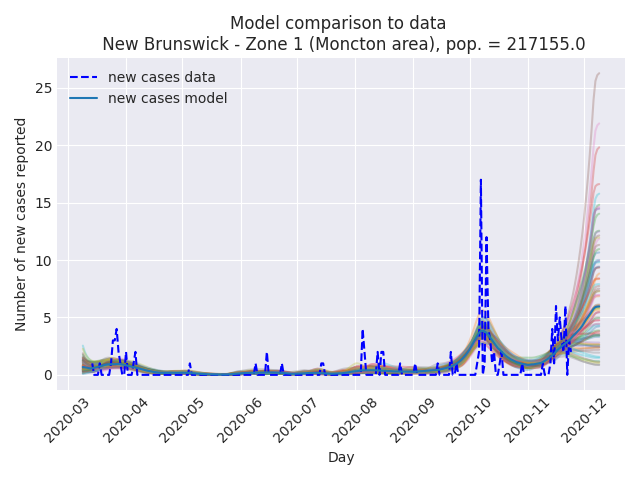 Model comparison to data
New Brunswick - Zone 1 (Moncton area), pop. = 217155.0
new cases data
new cases model
Number of new cases reported
25
20
15
10
5
0
2020-03
2020-04
2020-05
2020-06
2020-07
2020-08
2020-09
2020-10
2020-11
2020-12
Day